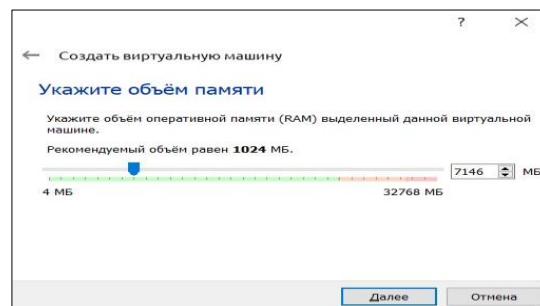 ?
Создать виртуальную машину
Укажите объём памяти
Укажите объём оперативной памяти (RAM) выделенный данной виртуальной
машине.
Рекомендуемый объём равен 1024 МБ.
7146 МБ
4 МБ 32768 МБ
Далее Отмена